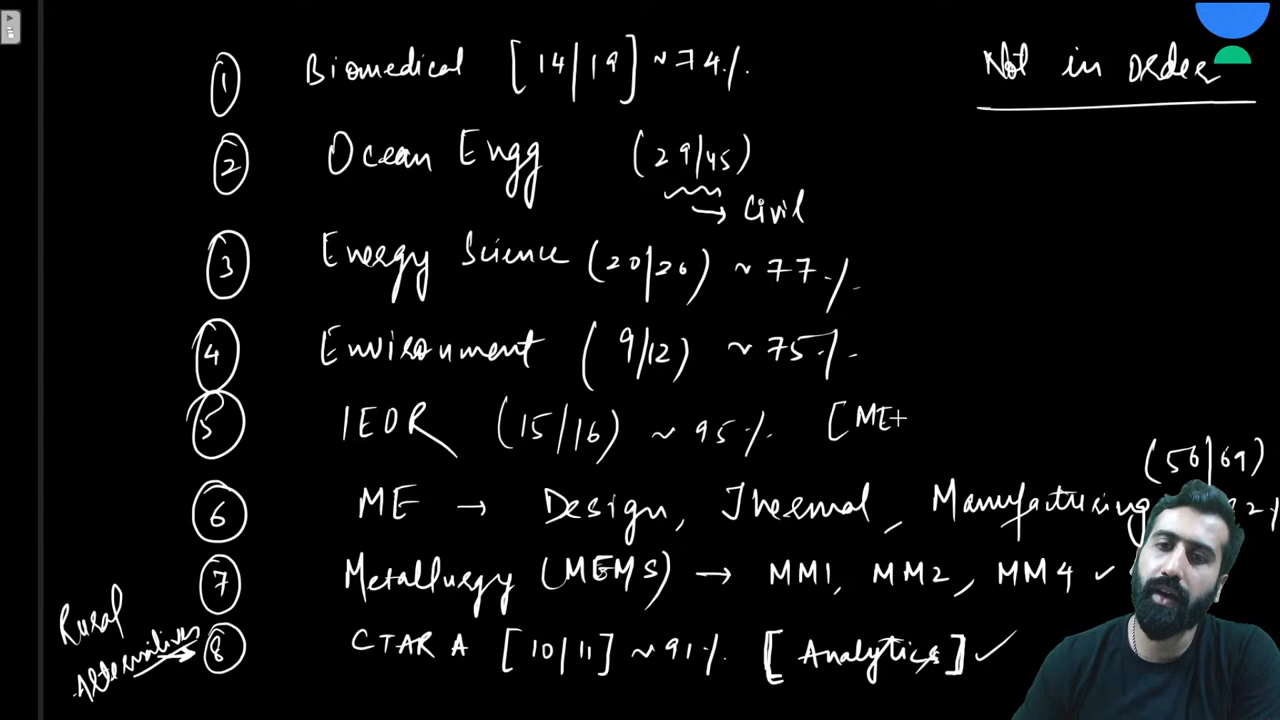 Not in order
1 Biomedical [14/19] ~74%.
2 Ocean Engg (29/45)
→ Civil
3 Energy Science (20/26) ~ 77%.
4 Environment (9/12) ~ 75%.
5 IEOR (15/16) ~ 95%. [ME+
(56/69)
6 ME → Design, Thermal, Manufacturing 2%
7 Metallurgy (MEMS) → MM1, MM2, MM4 ✓
Rural
Alternatives → 8 CTARA [10/11] ~91%. [Analytics] ✓